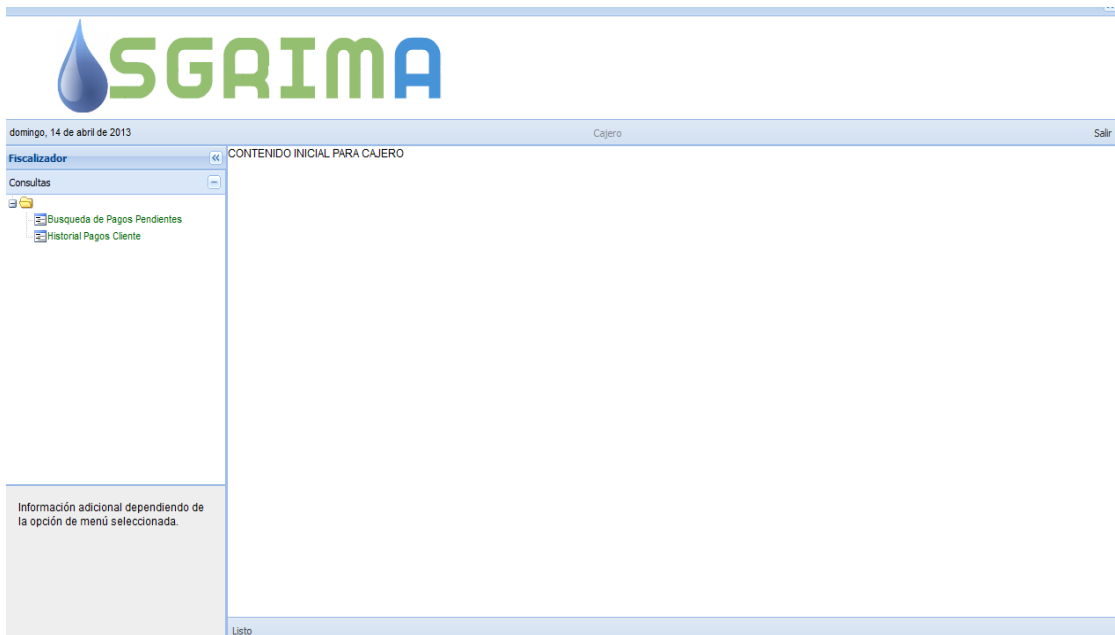 SGRIMA
domingo, 14 de abril de 2013
Cajero
Salir
Fiscalizador
CONTENIDO INICIAL PARA CAJERO
Consultas
Busqueda de Pagos Pendientes
Historial Pagos Cliente
Información adicional dependiendo de
la opción de menú seleccionada.
Listo